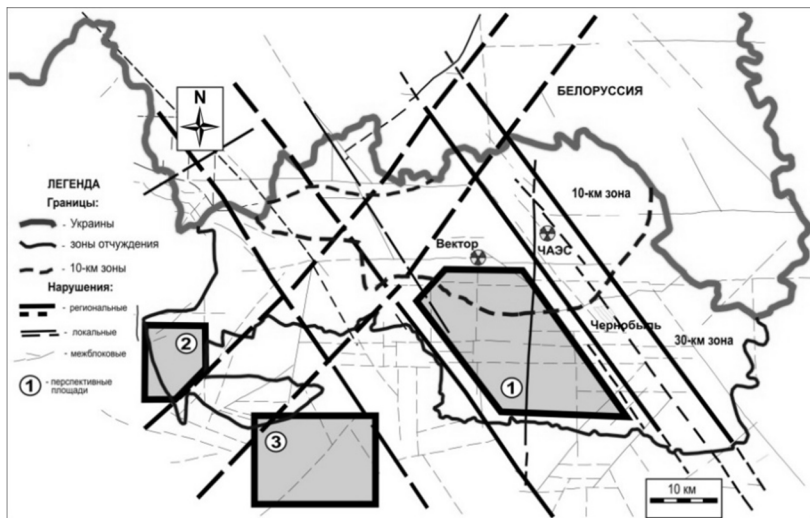 N
БЕЛОРУССИЯ
ЛЕГЕНДА
Границы:
- Украины
- зоны отчуждения
- 10-км зоны
Нарушения:
- региональные
- локальные
- межблоковые
1 - перспективные
площади
10-км зона
Вектор
ЧАЭС
Чернобыль
30-км зона
2
1
3
10 км